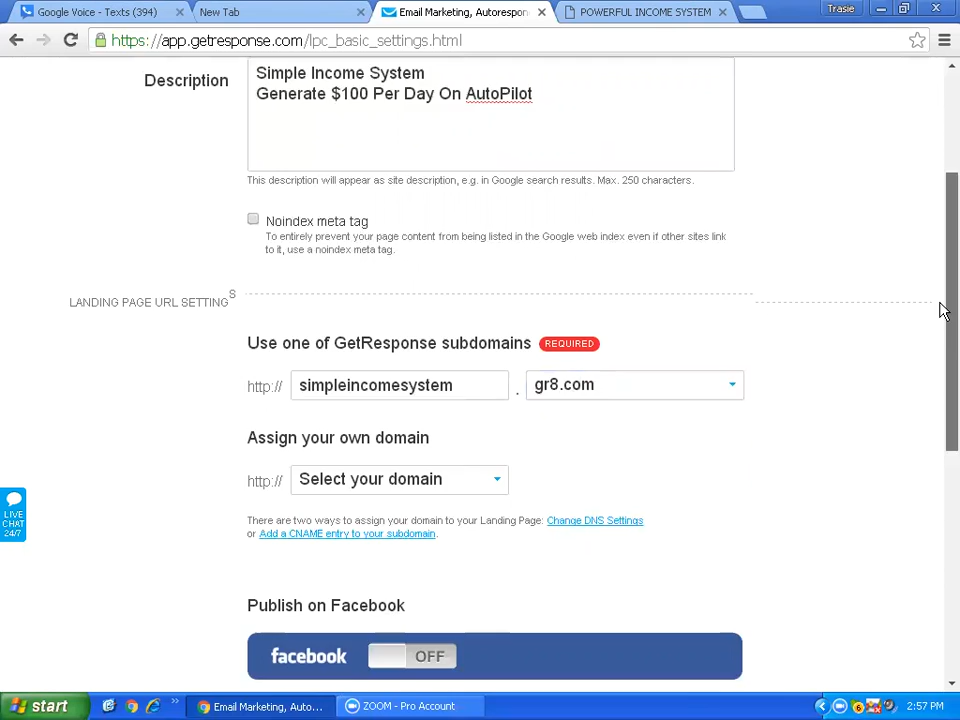 Google Voice - Texts (394)
New Tab
Email Marketing, Autorespon
POWERFUL INCOME SYSTEM
Trasie
https://app.getresponse.com/lpc_basic_settings.html
Description
Simple Income System
Generate $100 Per Day On AutoPilot
This description will appear as site description, e.g. in Google search results. Max. 250 characters.
Noindex meta tag
To entirely prevent your page content from being listed in the Google web index even if other sites link
to it, use a noindex meta tag.
LANDING PAGE URL SETTINGS
Use one of GetResponse subdomains REQUIRED
http:// simpleincomesystem . gr8.com
Assign your own domain
http:// Select your domain
There are two ways to assign your domain to your Landing Page: Change DNS Settings
or Add a CNAME entry to your subdomain.
LIVE
CHAT
24/7
Publish on Facebook
facebook OFF
start
Email Marketing, Auto...
ZOOM - Pro Account
2:57 PM